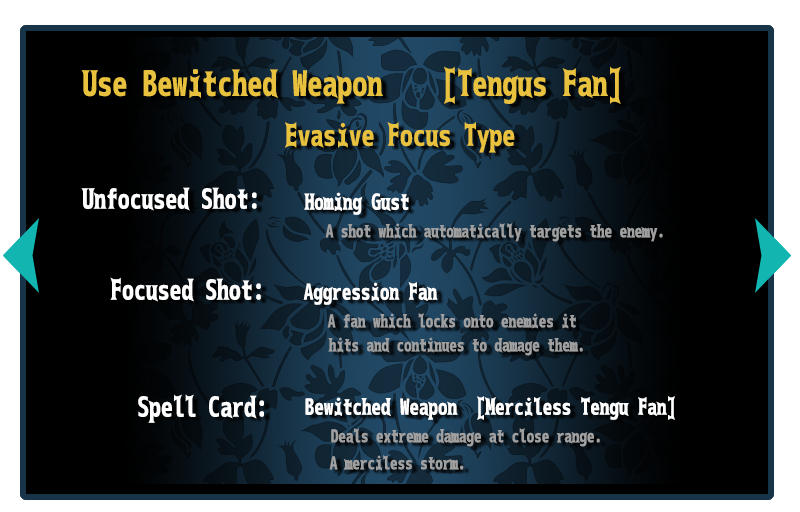 Use Bewitched Weapon [Tengus Fan]
Evasive Focus Type
Unfocused Shot: Homing Gust
A shot which automatically targets the enemy.
Focused Shot: Aggression Fan
A fan which locks onto enemies it
hits and continues to damage them.
Spell Card: Bewitched Weapon [Merciless Tengu Fan]
Deals extreme damage at close range.
A merciless storm.